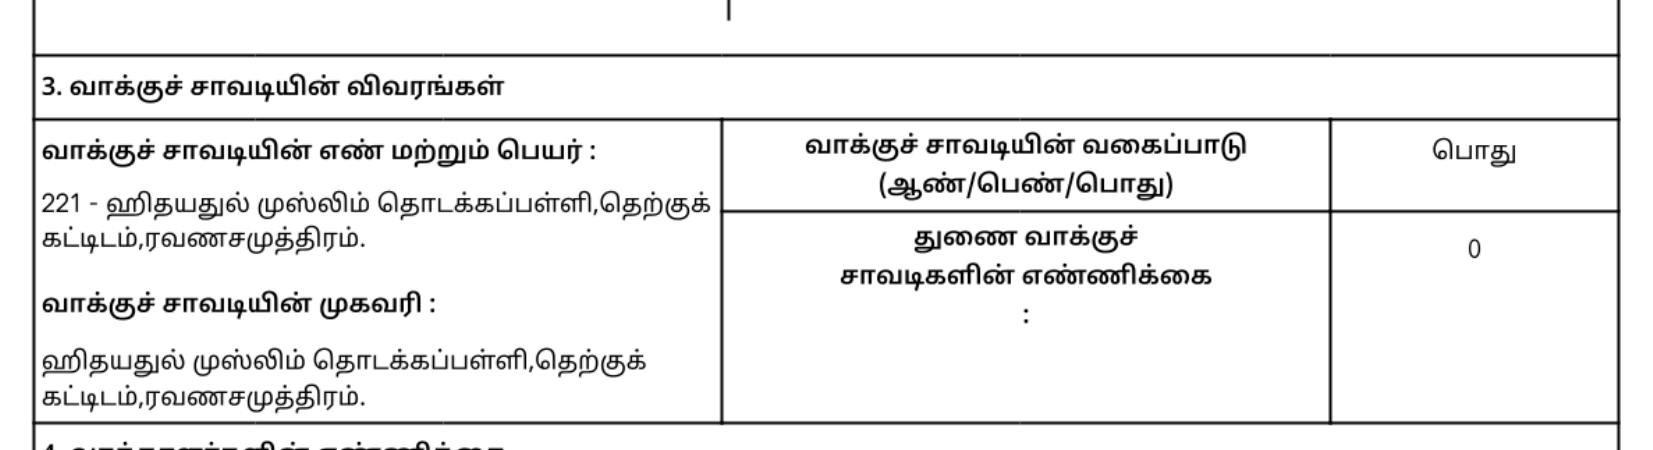 3. வாக்குச் சாவடியின் விவரங்கள்
வாக்குச் சாவடியின் எண் மற்றும் பெயர் :
221 - ஹிதயதுல் முஸ்லிம் தொடக்கப்பள்ளி,தெற்குக்
கட்டிடம்,ரவணசமுத்திரம்.
வாக்குச் சாவடியின் முகவரி :
ஹிதயதுல் முஸ்லிம் தொடக்கப்பள்ளி,தெற்குக்
கட்டிடம்,ரவணசமுத்திரம்.
வாக்குச் சாவடியின் வகைப்பாடு
(ஆண்/பெண்/பொது)
பொது
துணை வாக்குச்
சாவடிகளின் எண்ணிக்கை
:
0